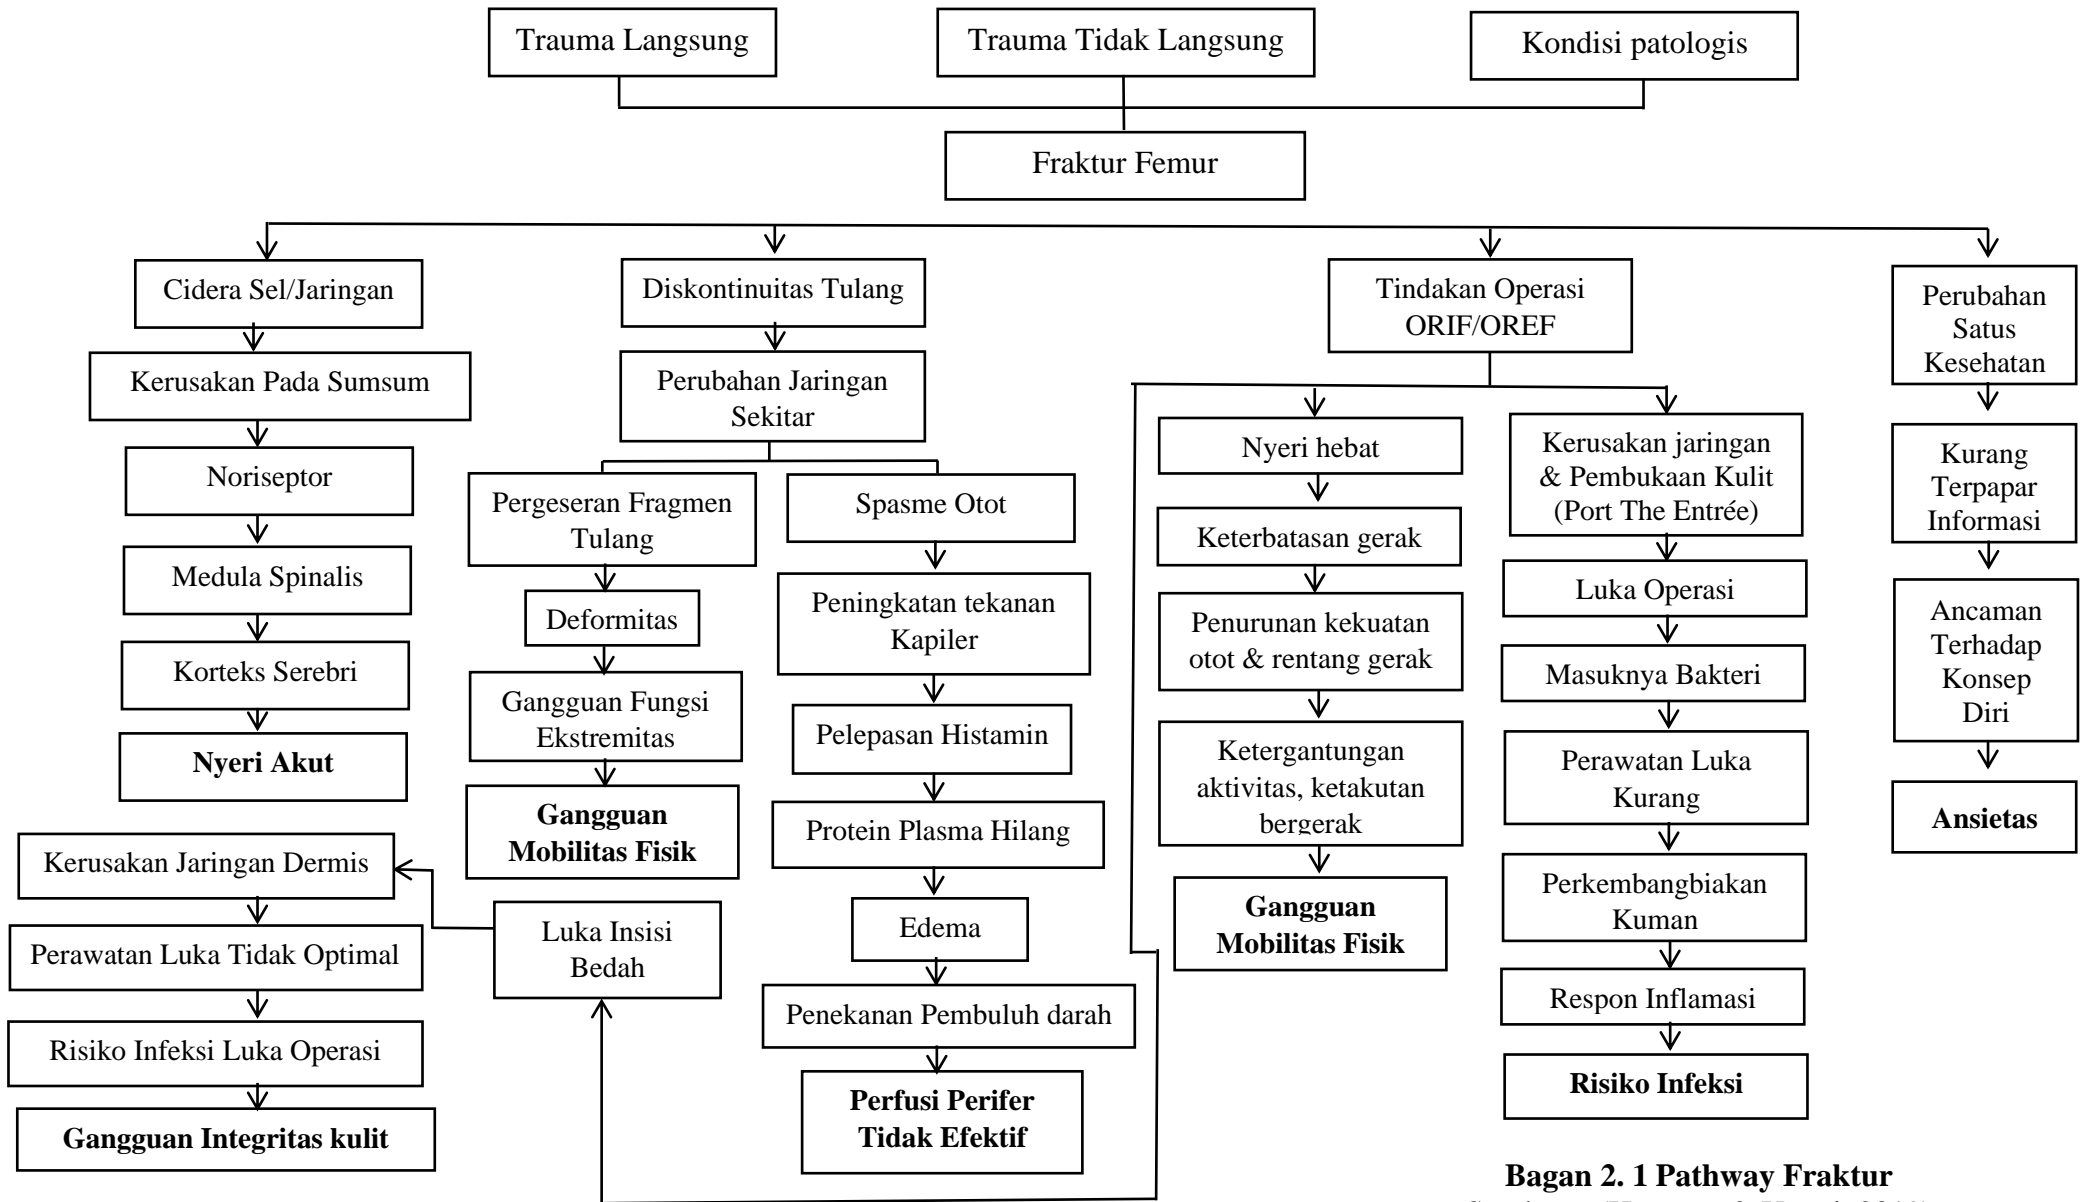 Trauma Langsung
Trauma Tidak Langsung
Kondisi patologis
Fraktur Femur
Cidera Sel/Jaringan
Kerusakan Pada Sumsum
Noriseptor
Medula Spinalis
Korteks Serebri
Nyeri Akut
Diskontinuitas Tulang
Perubahan Jaringan
Sekitar
Pergeseran Fragmen
Tulang
Deformitas
Gangguan Fungsi
Ekstremitas
Gangguan
Mobilitas Fisik
Spasme Otot
Peningkatan tekanan
Kapiler
Pelepasan Histamin
Protein Plasma Hilang
Edema
Penekanan Pembuluh darah
Perfusi Perifer
Tidak Efektif
Tindakan Operasi
ORIF/OREF
Nyeri hebat
Keterbatasan gerak
Penurunan kekuatan
otot & rentang gerak
Ketergantungan
aktivitas, ketakutan
bergerak
Gangguan
Mobilitas Fisik
Kerusakan jaringan
& Pembukaan Kulit
(Port The Entrée)
Luka Operasi
Masuknya Bakteri
Perawatan Luka
Kurang
Perkembangbiakan
Kuman
Respon Inflamasi
Risiko Infeksi
Perubahan
Satus
Kesehatan
Kurang
Terpapar
Informasi
Ancaman
Terhadap
Konsep
Diri
Ansietas
Luka Insisi
Bedah
Kerusakan Jaringan Dermis
Perawatan Luka Tidak Optimal
Risiko Infeksi Luka Operasi
Gangguan Integritas kulit
Bagan 2. 1 Pathway Fraktur